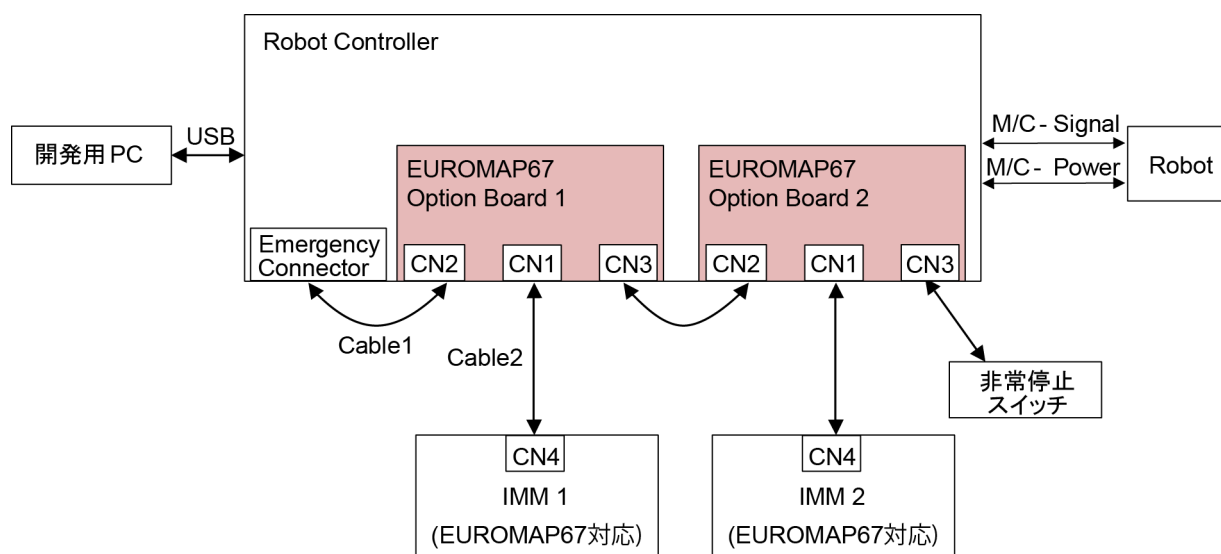 Robot Controller
開発用 PC
USB
M/C - Signal
M/C - Power
Robot
EUROMAP67
Option Board 1
EUROMAP67
Option Board 2
Emergency
Connector
CN2
CN1
CN3
CN2
CN1
CN3
Cable1
Cable2
非常停止
スイッチ
CN4
IMM 1
(EUROMAP67対応)
CN4
IMM 2
(EUROMAP67対応)